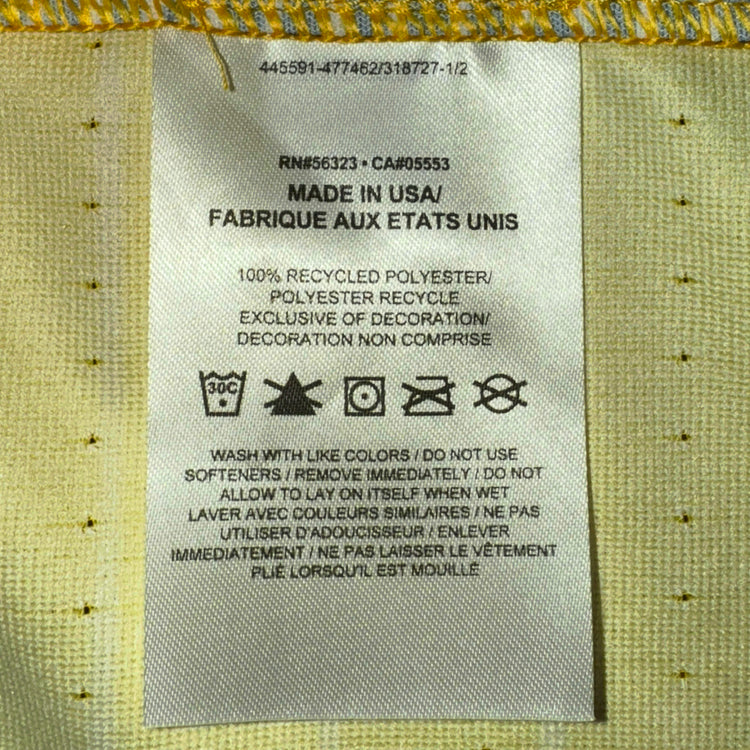 445591-477462/318727-1/2
RN#56323 • CA#05553
MADE IN USA/
FABRIQUE AUX ETATS UNIS
100% RECYCLED POLYESTER/
POLYESTER RECYCLE
EXCLUSIVE OF DECORATION/
DECORATION NON COMPRISE
30C
WASH WITH LIKE COLORS / DO NOT USE
SOFTENERS / REMOVE IMMEDIATELY / DO NOT
ALLOW TO LAY ON ITSELF WHEN WET
LAVER AVEC COULEURS SIMILAIRES / NE PAS
UTILISER D'ADOUCISSEUR / ENLEVER
IMMEDIATEMENT / NE PAS LAISSER LE VÊTEMENT
PLIÉ LORSQU'IL EST MOUILLÉ